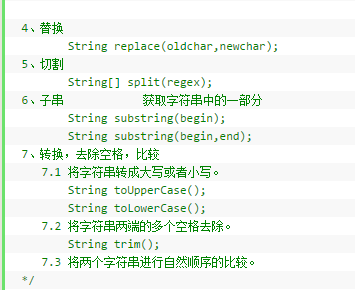 4、替换
String replace(oldchar,newchar);
5、切割
String[] split(regex);
6、子串 获取字符串中的一部分
String substring(begin);
String substring(begin,end);
7、转换，去除空格，比较
7.1 将字符串转成大写或者小写。
String toUpperCase();
String toLowerCase();
7.2 将字符串两端的多个空格去除。
String trim();
7.3 将两个字符串进行自然顺序的比较。
*/